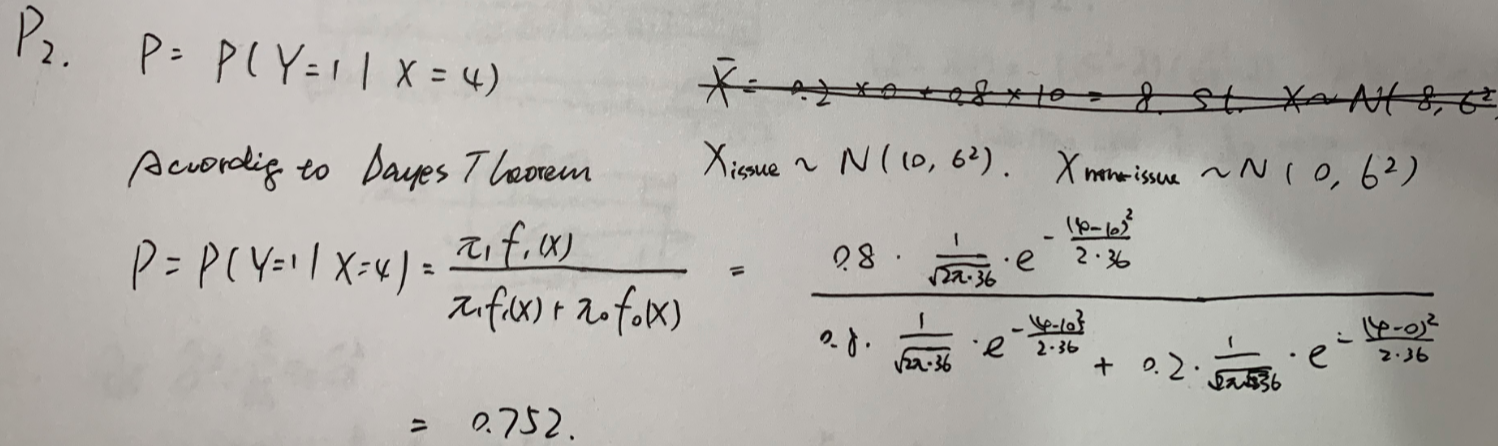 P2. P = P(Y=1 | X=4)
X̄ = 0.2×0+0.8×10 = 8. St. X~N(8, 6²
Accordig to Bayes Theorem Xissue ~ N(10, 6²). Xnon-issue ~ N(0, 6²)
P = P(Y=1 | X=4) = π₁f₁(x) / (π₁f₁(x) + π₀f₀(x)) = (0.8 · 1/√(2π·36) · e^(-(4-10)²/(2·36))) / (0.8 · 1/√(2π·36) · e^(-(4-10)²/(2·36)) + 0.2 · 1/√(2π·36) · e^(-(4-0)²/(2·36)))
= 0.752.